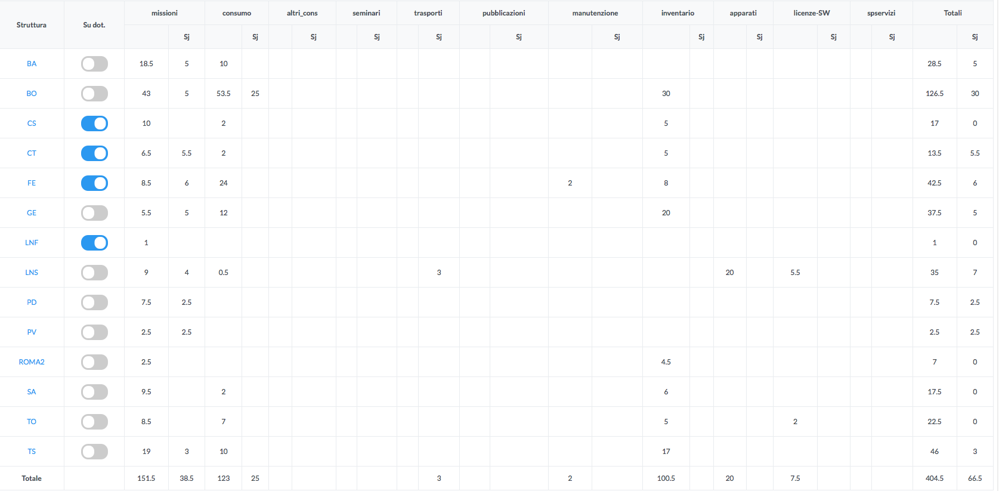 Struttura Su dot. missioni consumo altri_cons seminari trasporti pubblicazioni manutenzione inventario apparati licenze-SW spservizi Totali
Sj Sj Sj Sj Sj Sj Sj Sj Sj Sj Sj Sj
BA 18.5 5 10 28.5 5
BO 43 5 53.5 25 30 126.5 30
CS 10 2 5 17 0
CT 6.5 5.5 2 5 13.5 5.5
FE 8.5 6 24 2 8 42.5 6
GE 5.5 5 12 20 37.5 5
LNF 1 1 0
LNS 9 4 0.5 3 20 5.5 35 7
PD 7.5 2.5 7.5 2.5
PV 2.5 2.5 2.5 2.5
ROMA2 2.5 4.5 7 0
SA 9.5 2 6 17.5 0
TO 8.5 7 5 2 22.5 0
TS 19 3 10 17 46 3
Totale 151.5 38.5 123 25 3 2 100.5 20 7.5 404.5 66.5